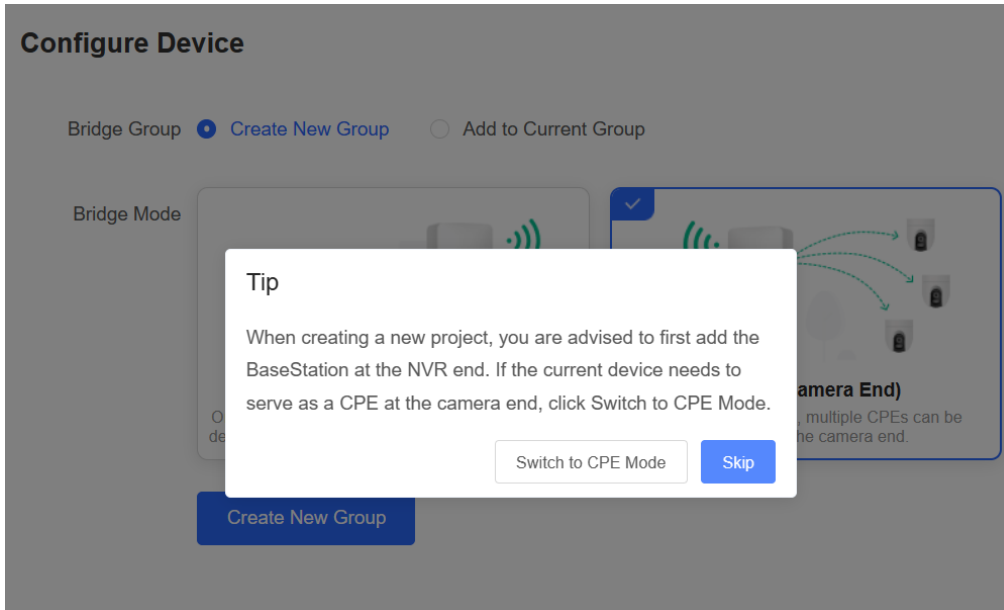 Configure Device
Bridge Group Create New Group Add to Current Group
Bridge Mode
Tip
When creating a new project, you are advised to first add the
BaseStation at the NVR end. If the current device needs to
serve as a CPE at the camera end, click Switch to CPE Mode.
Switch to CPE Mode Skip
amera End)
, multiple CPEs can be
he camera end.
Create New Group